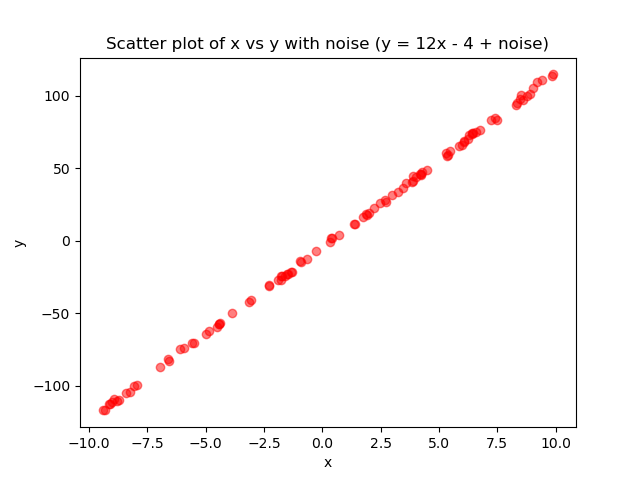 Scatter plot of x vs y with noise (y = 12x - 4 + noise)
y
100
50
0
−50
−100
−10.0 −7.5 −5.0 −2.5 0.0 2.5 5.0 7.5 10.0
x